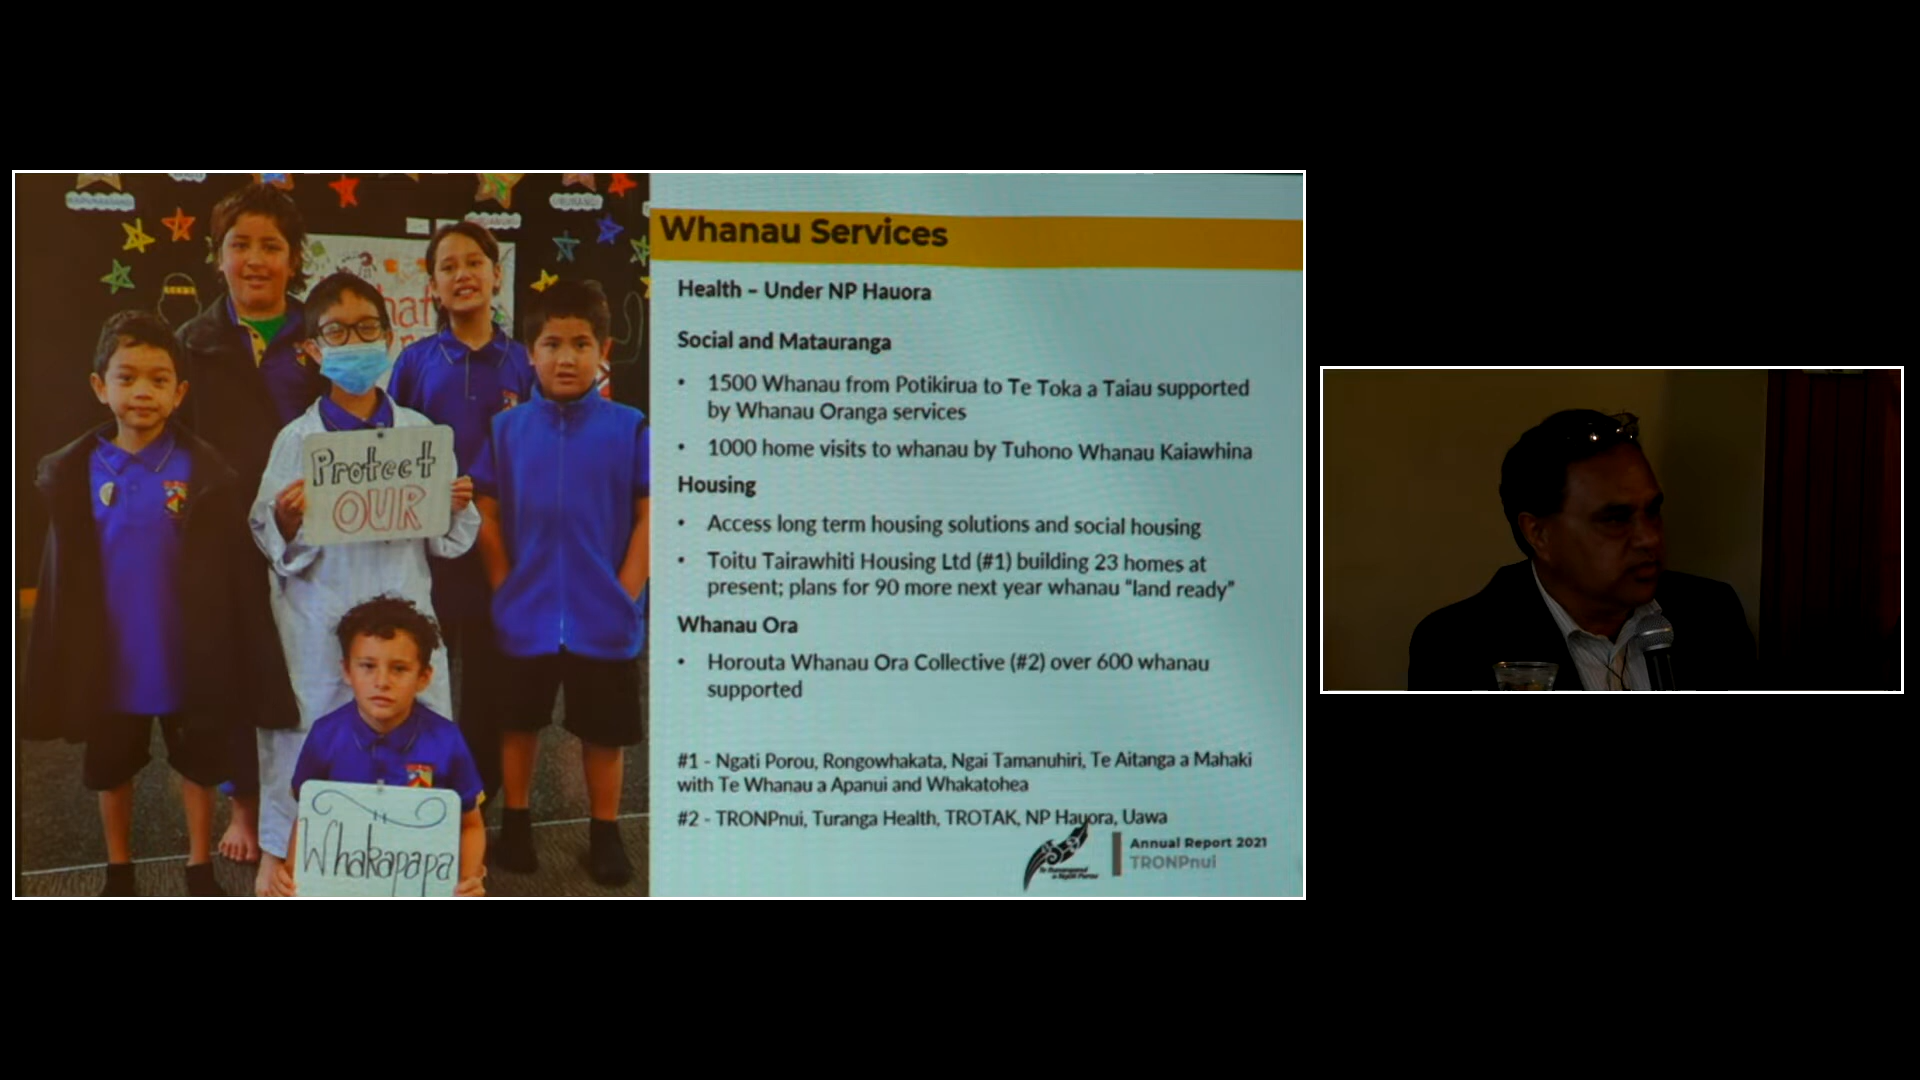 Protect
OUR
Whakapapa
Whanau Services
Health – Under NP Hauora
Social and Matauranga
• 1500 Whanau from Potikirua to Te Toka a Taiau supported
by Whanau Oranga services
• 1000 home visits to whanau by Tuhono Whanau Kaiawhina
Housing
• Access long term housing solutions and social housing
• Toitu Tairawhiti Housing Ltd (#1) building 23 homes at
present; plans for 90 more next year whanau “land ready”
Whanau Ora
• Horouta Whanau Ora Collective (#2) over 600 whanau
supported
#1 - Ngati Porou, Rongowhakata, Ngai Tamanuhiri, Te Aitanga a Mahaki
with Te Whanau a Apanui and Whakatohea
#2 - TRONPnui, Turanga Health, TROTAK, NP Hauora, Uawa
Te Runanganui
o Ngati Porou
Annual Report 2021
TRONPnui